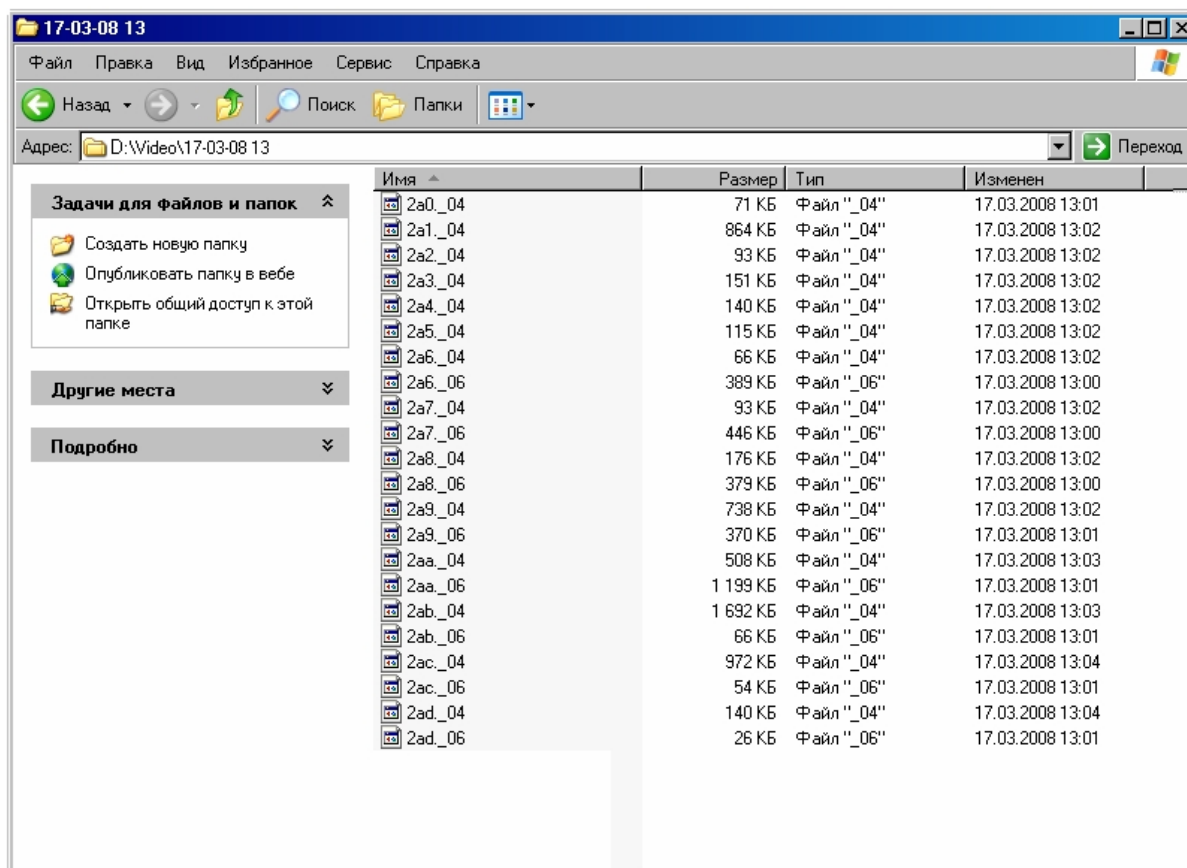 17-03-08 13
Файл Правка Вид Избранное Сервис Справка
Назад Поиск Папки
Адрес: D:\Video\17-03-08 13 Переход
Задачи для файлов и папок
Создать новую папку
Опубликовать папку в вебе
Открыть общий доступ к этой
папке
Другие места
Подробно
Имя Размер Тип Изменен
2a0._04 71 КБ Файл "_04" 17.03.2008 13:01
2a1._04 864 КБ Файл "_04" 17.03.2008 13:02
2a2._04 93 КБ Файл "_04" 17.03.2008 13:02
2a3._04 151 КБ Файл "_04" 17.03.2008 13:02
2a4._04 140 КБ Файл "_04" 17.03.2008 13:02
2a5._04 115 КБ Файл "_04" 17.03.2008 13:02
2a6._04 66 КБ Файл "_04" 17.03.2008 13:02
2a6._06 389 КБ Файл "_06" 17.03.2008 13:00
2a7._04 93 КБ Файл "_04" 17.03.2008 13:02
2a7._06 446 КБ Файл "_06" 17.03.2008 13:00
2a8._04 176 КБ Файл "_04" 17.03.2008 13:02
2a8._06 379 КБ Файл "_06" 17.03.2008 13:00
2a9._04 738 КБ Файл "_04" 17.03.2008 13:02
2a9._06 370 КБ Файл "_06" 17.03.2008 13:01
2aa._04 508 КБ Файл "_04" 17.03.2008 13:03
2aa._06 1 199 КБ Файл "_06" 17.03.2008 13:01
2ab._04 1 692 КБ Файл "_04" 17.03.2008 13:03
2ab._06 66 КБ Файл "_06" 17.03.2008 13:01
2ac._04 972 КБ Файл "_04" 17.03.2008 13:04
2ac._06 54 КБ Файл "_06" 17.03.2008 13:01
2ad._04 140 КБ Файл "_04" 17.03.2008 13:04
2ad._06 26 КБ Файл "_06" 17.03.2008 13:01